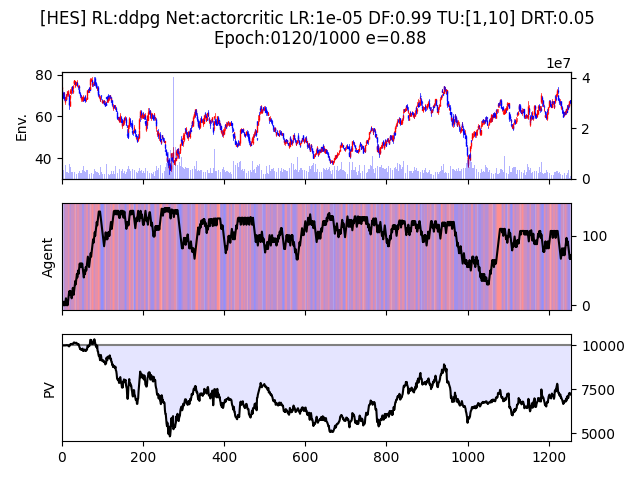 [HES] RL:ddpg Net:actorcritic LR:1e-05 DF:0.99 TU:[1,10] DRT:0.05
Epoch:0120/1000 e=0.88
1e7
80
60
40
Env.
4
2
0
Agent
100
0
PV
10000
7500
5000
0 200 400 600 800 1000 1200